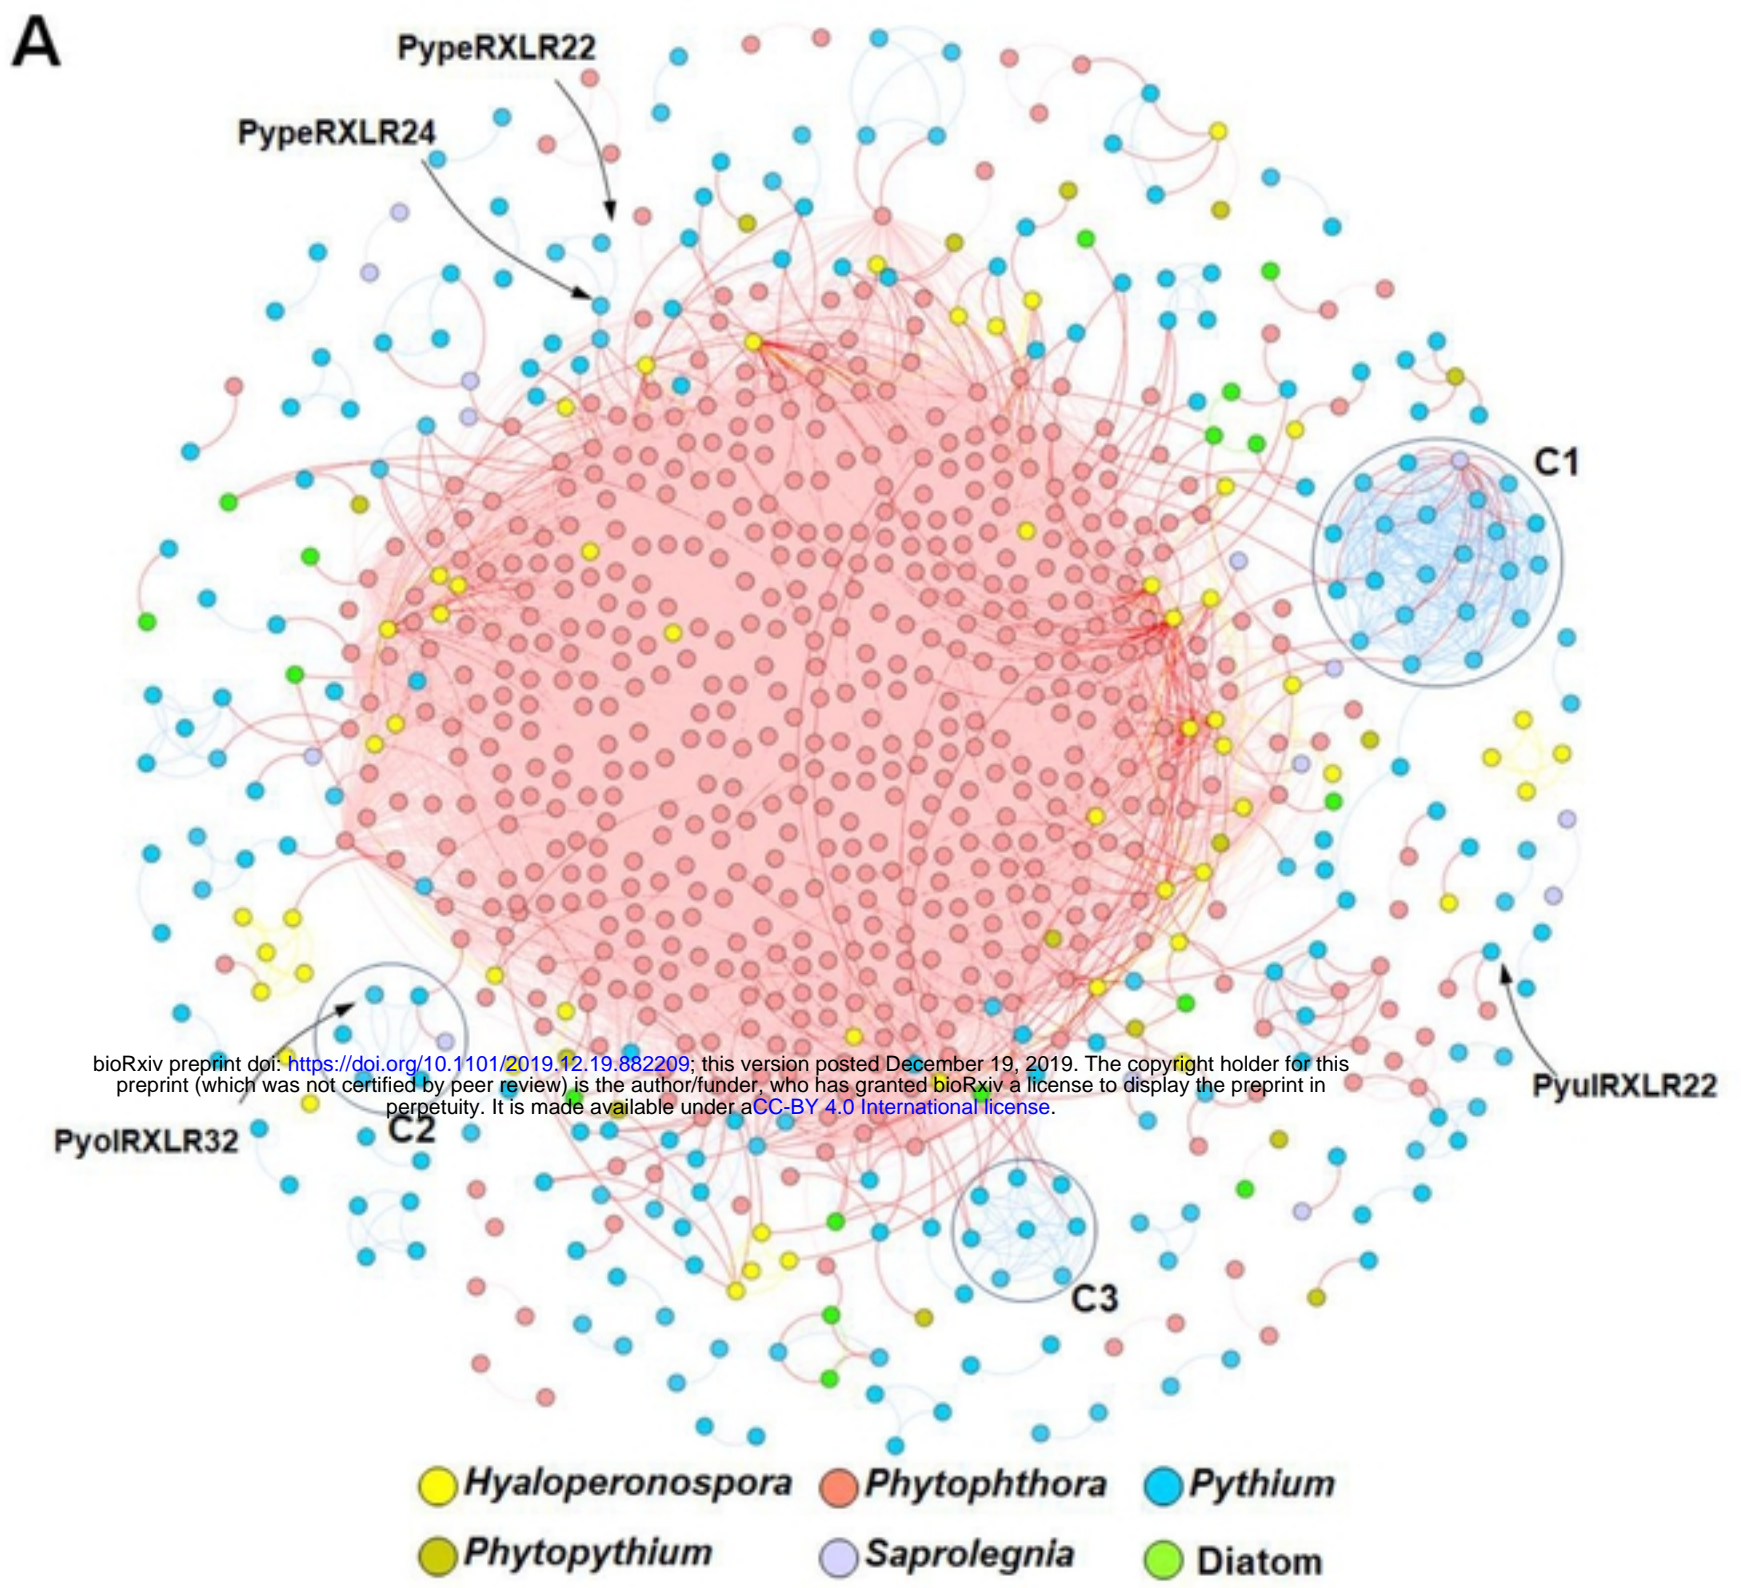 A
PypeRXLR22
PypeRXLR24
C1
bioRxiv preprint doi: https://doi.org/10.1101/2019.12.19.882209; this version posted December 19, 2019. The copyright holder for this
preprint (which was not certified by peer review) is the author/funder, who has granted bioRxiv a license to display the preprint in
perpetuity. It is made available under aCC-BY 4.0 International license.
PyulRXLR22
PyolRXLR32
C2
C3
Hyaloperonospora Phytophthora Pythium
Phytopythium Saprolegnia Diatom